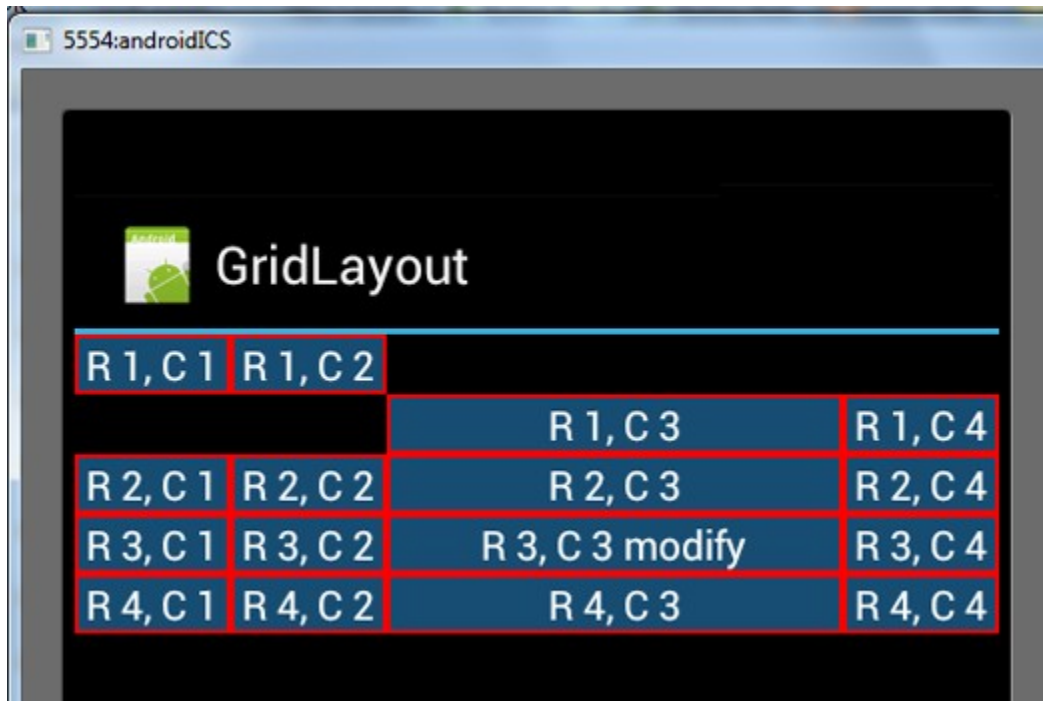 5554:androidICS
Android
GridLayout
R 1, C 1 R 1, C 2
R 1, C 3 R 1, C 4
R 2, C 1 R 2, C 2 R 2, C 3 R 2, C 4
R 3, C 1 R 3, C 2 R 3, C 3 modify R 3, C 4
R 4, C 1 R 4, C 2 R 4, C 3 R 4, C 4